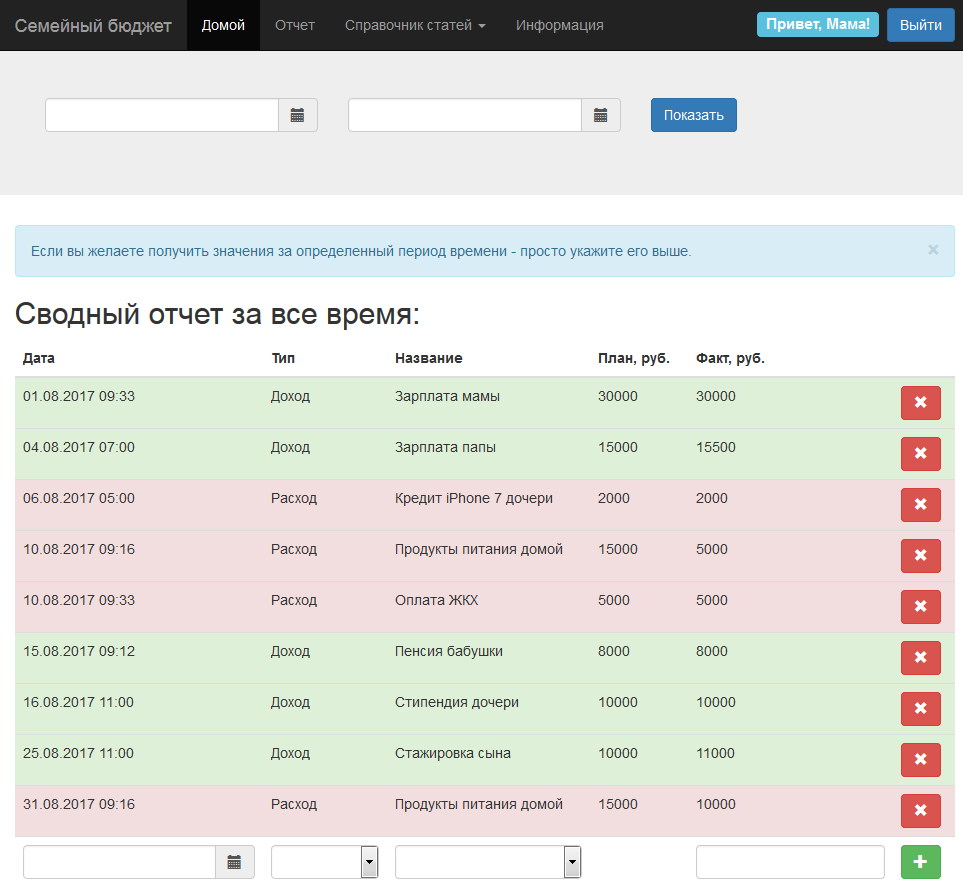 Семейный бюджет Домой Отчет Справочник статей Информация Привет, Мама! Выйти
Показать
Если вы желаете получить значения за определенный период времени - просто укажите его выше. ×
Сводный отчет за все время:
Дата Тип Название План, руб. Факт, руб.
01.08.2017 09:33 Доход Зарплата мамы 30000 30000
04.08.2017 07:00 Доход Зарплата папы 15000 15500
06.08.2017 05:00 Расход Кредит iPhone 7 дочери 2000 2000
10.08.2017 09:16 Расход Продукты питания домой 15000 5000
10.08.2017 09:33 Расход Оплата ЖКХ 5000 5000
15.08.2017 09:12 Доход Пенсия бабушки 8000 8000
16.08.2017 11:00 Доход Стипендия дочери 10000 10000
25.08.2017 11:00 Доход Стажировка сына 10000 11000
31.08.2017 09:16 Расход Продукты питания домой 15000 10000